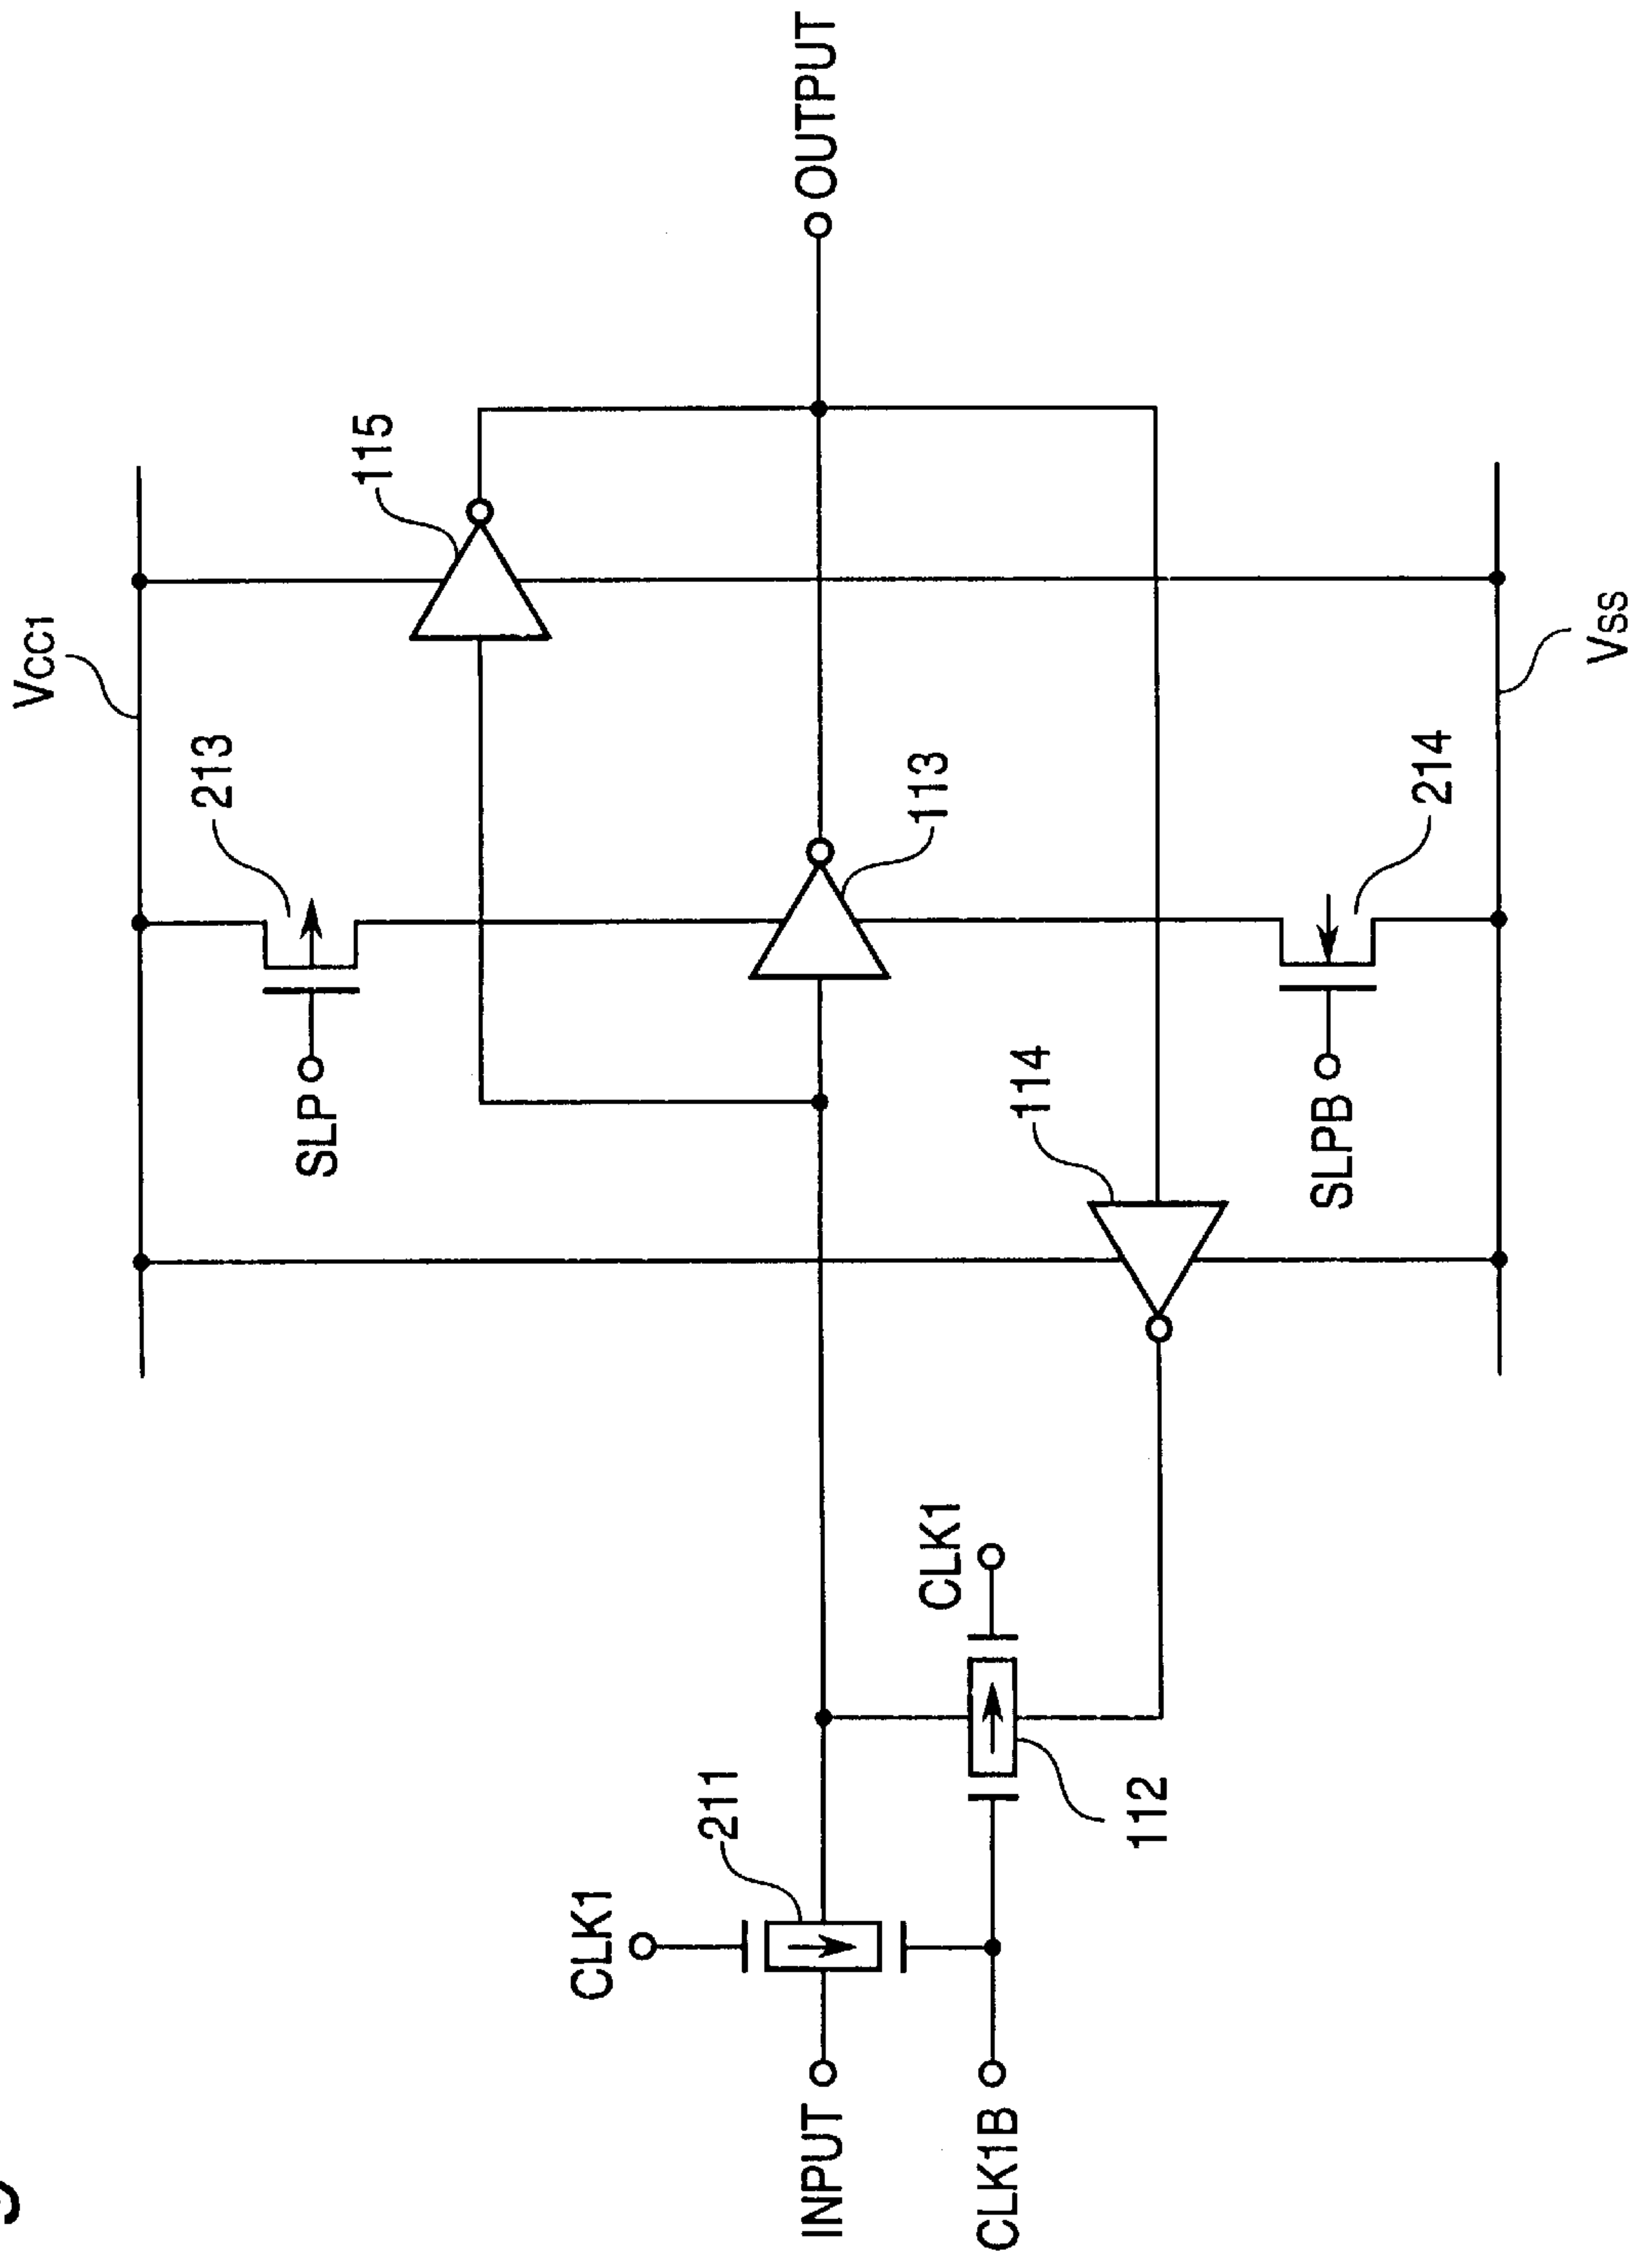 VCC1
213
115
SLP
OUTPUT
CLK1
211
113
INPUT
CLK1
114
CLK1B
112
SLPB
214
VSS